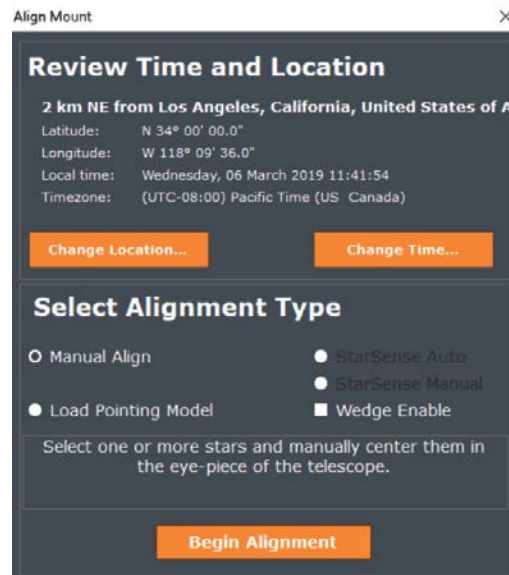 Align Mount
Review Time and Location
2 km NE from Los Angeles, California, United States of
Latitude: N 34° 00' 00.0"
Longitude: W 118° 09' 36.0"
Local time: Wednesday, 06 March 2019 11:41:54
Timezone: (UTC-08:00) Pacific Time (US Canada)
Change Location... Change Time...
Select Alignment Type
Manual Align StarSense Auto
StarSense Manual
Load Pointing Model Wedge Enable
Select one or more stars and manually center them in
the eye-piece of the telescope.
Begin Alignment